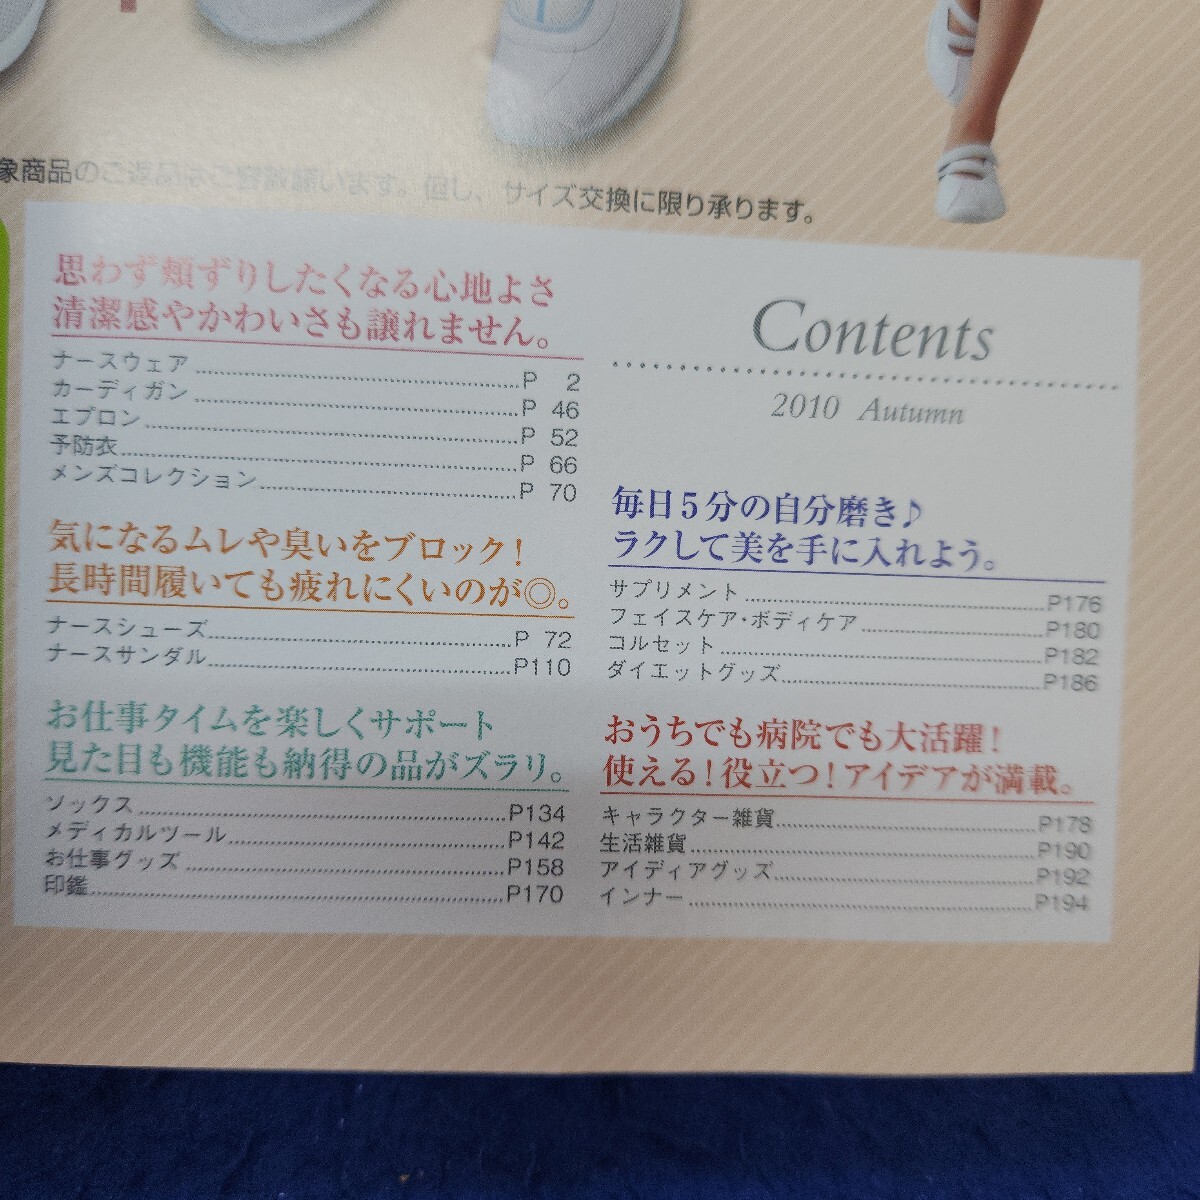 象商品のご返品はご容赦願います。但し、サイズ交換に限り承ります。
思わず頬ずりしたくなる心地よさ
清潔感やかわいさも譲れません。
ナースウェア P 2
カーディガン P 46
エプロン P 52
予防衣 P 66
メンズコレクション P 70
気になるムレや臭いをブロック！
長時間履いても疲れにくいのが◎。
ナースシューズ P 72
ナースサンダル P110
お仕事タイムを楽しくサポート
見た目も機能も納得の品がズラリ。
ソックス P134
メディカルツール P142
お仕事グッズ P158
印鑑 P170
Contents
2010 Autumn
毎日5分の自分磨き♪
ラクして美を手に入れよう。
サプリメント P176
フェイスケア・ボディケア P180
コルセット P182
ダイエットグッズ P186
おうちでも病院でも大活躍！
使える！役立つ！アイデアが満載。
キャラクター雑貨 P178
生活雑貨 P190
アイディアグッズ P192
インナー P194